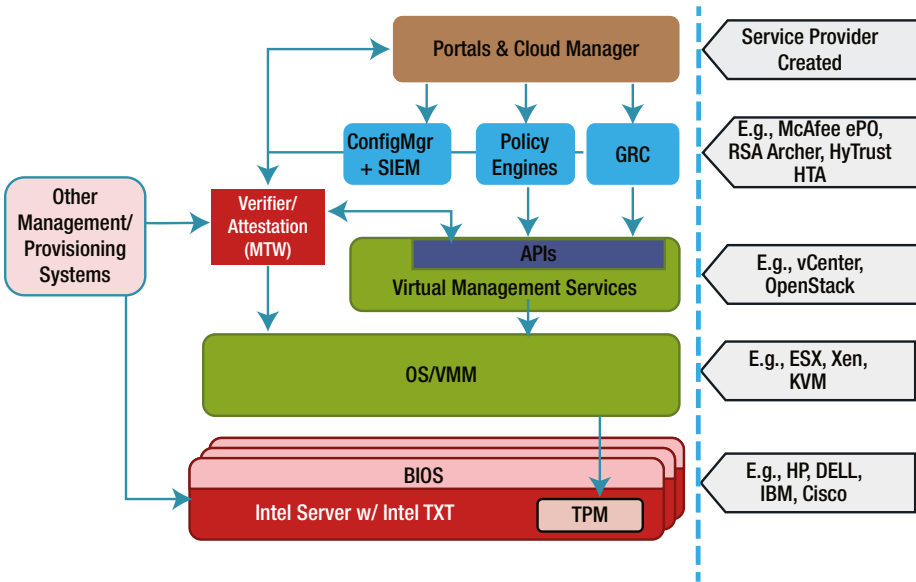 Portals & Cloud Manager
Service Provider
Created
ConfigMgr
+ SIEM
Policy
Engines
GRC
E.g., McAfee ePO,
RSA Archer, HyTrust
HTA
Other
Management/
Provisioning
Systems
Verifier/
Attestation
(MTW)
APIs
Virtual Management Services
E.g., vCenter,
OpenStack
OS/VMM
E.g., ESX, Xen,
KVM
BIOS
Intel Server w/ Intel TXT
TPM
E.g., HP, DELL,
IBM, Cisco